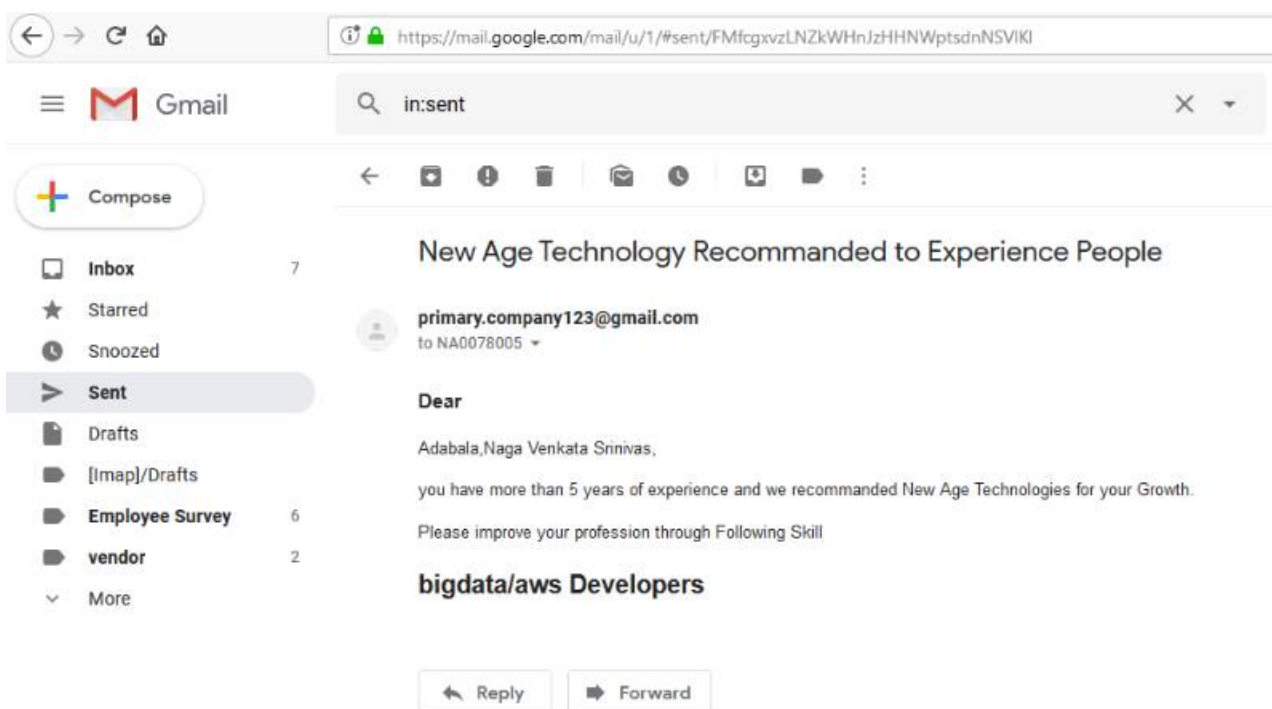 https://mail.google.com/mail/u/1/#sent/FMfcgxvzLNZkWHnJzHHNWptsdnNSVlKl
Gmail
in:sent
Compose
New Age Technology Recommanded to Experience People
Inbox 7
Starred
primary.company123@gmail.com
to NA0078005
Snoozed
Sent
Dear
Drafts
Adabala,Naga Venkata Srinivas,
[Imap]/Drafts
you have more than 5 years of experience and we recommanded New Age Technologies for your Growth.
Employee Survey 6
Please improve your profession through Following Skill
vendor 2
bigdata/aws Developers
More
Reply Forward